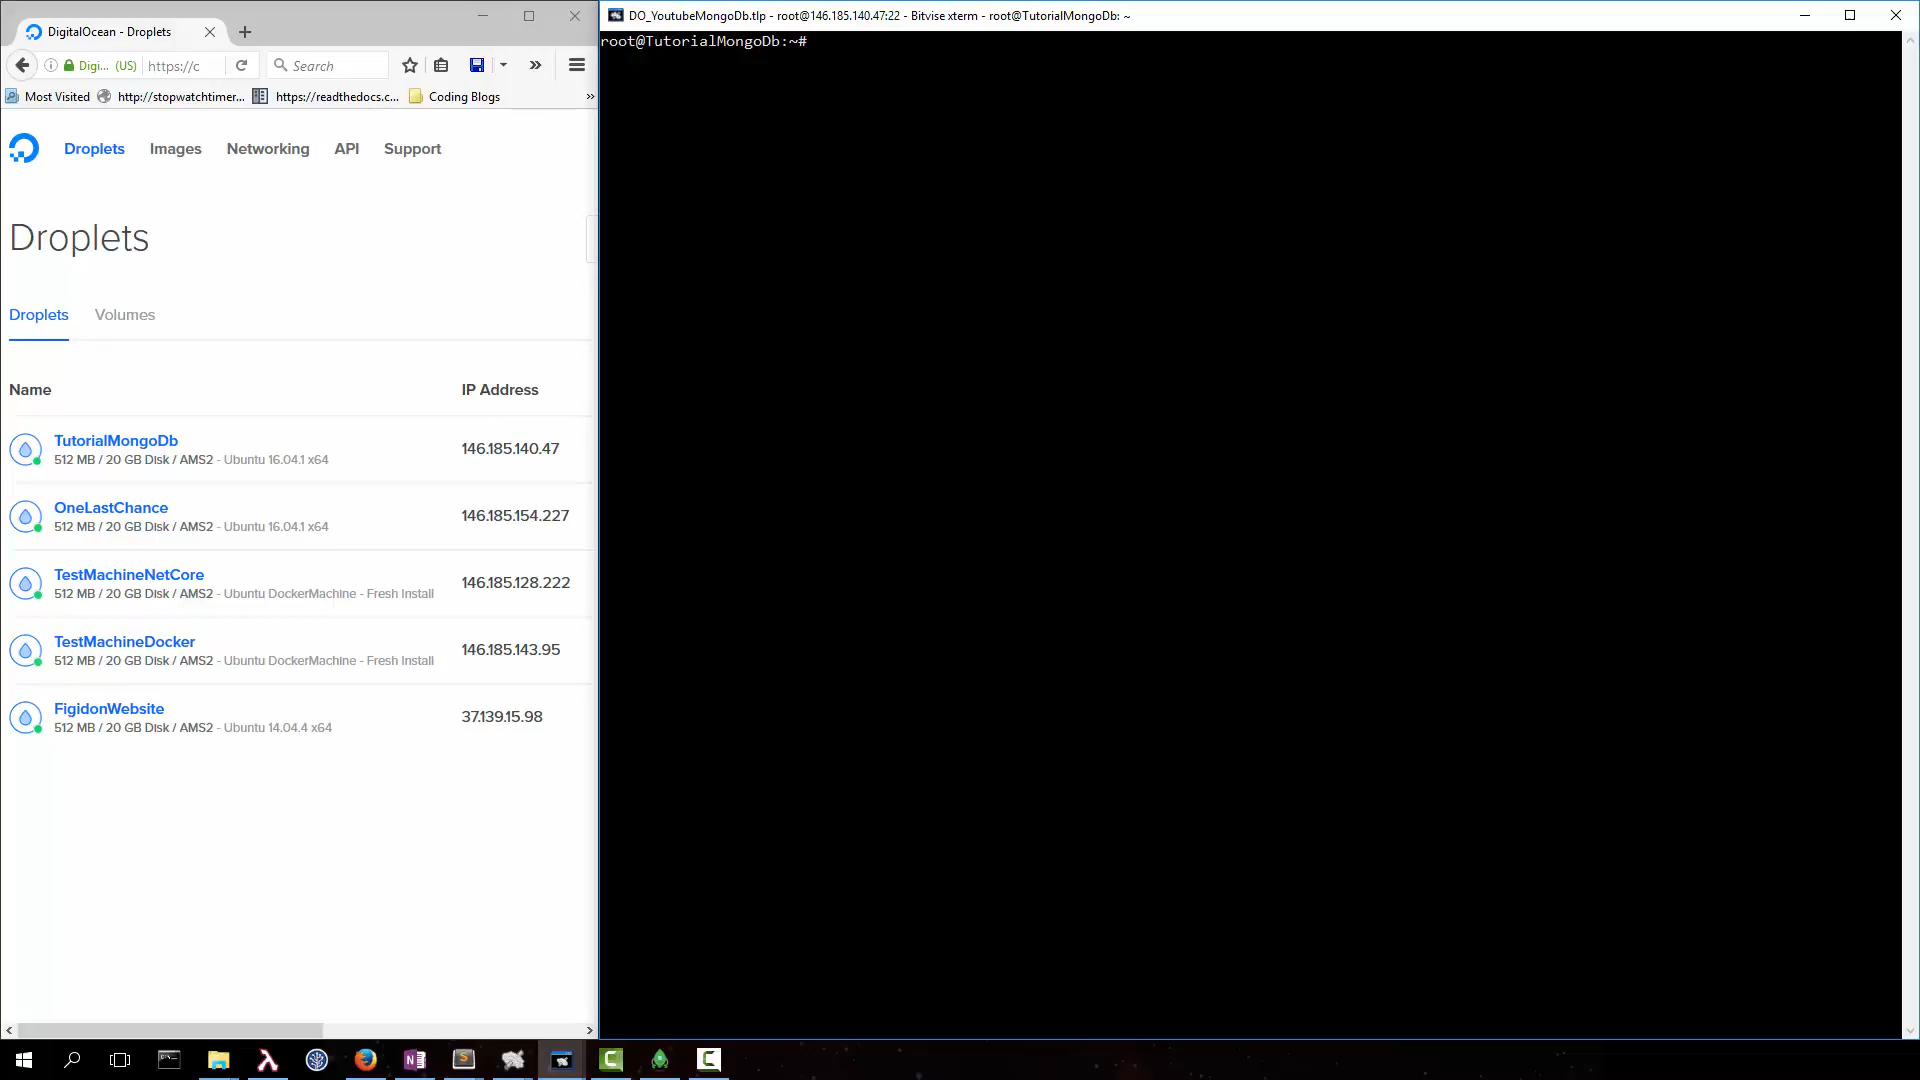 DigitalOcean - Droplets
Digi... (US) https://c Search
Most Visited http://stopwatchtimer... https://readthedocs.c... Coding Blogs
Droplets Images Networking API Support
Droplets
Droplets Volumes
Name IP Address
TutorialMongoDb
512 MB / 20 GB Disk / AMS2 - Ubuntu 16.04.1 x64
146.185.140.47
OneLastChance
512 MB / 20 GB Disk / AMS2 - Ubuntu 16.04.1 x64
146.185.154.227
TestMachineNetCore
512 MB / 20 GB Disk / AMS2 - Ubuntu DockerMachine - Fresh Install
146.185.128.222
TestMachineDocker
512 MB / 20 GB Disk / AMS2 - Ubuntu DockerMachine - Fresh Install
146.185.143.95
FigidonWebsite
512 MB / 20 GB Disk / AMS2 - Ubuntu 14.04.4 x64
37.139.15.98
DO_YoutubeMongoDb.tlp - root@146.185.140.47:22 - Bitvise xterm - root@TutorialMongoDb: ~
root@TutorialMongoDb:~#